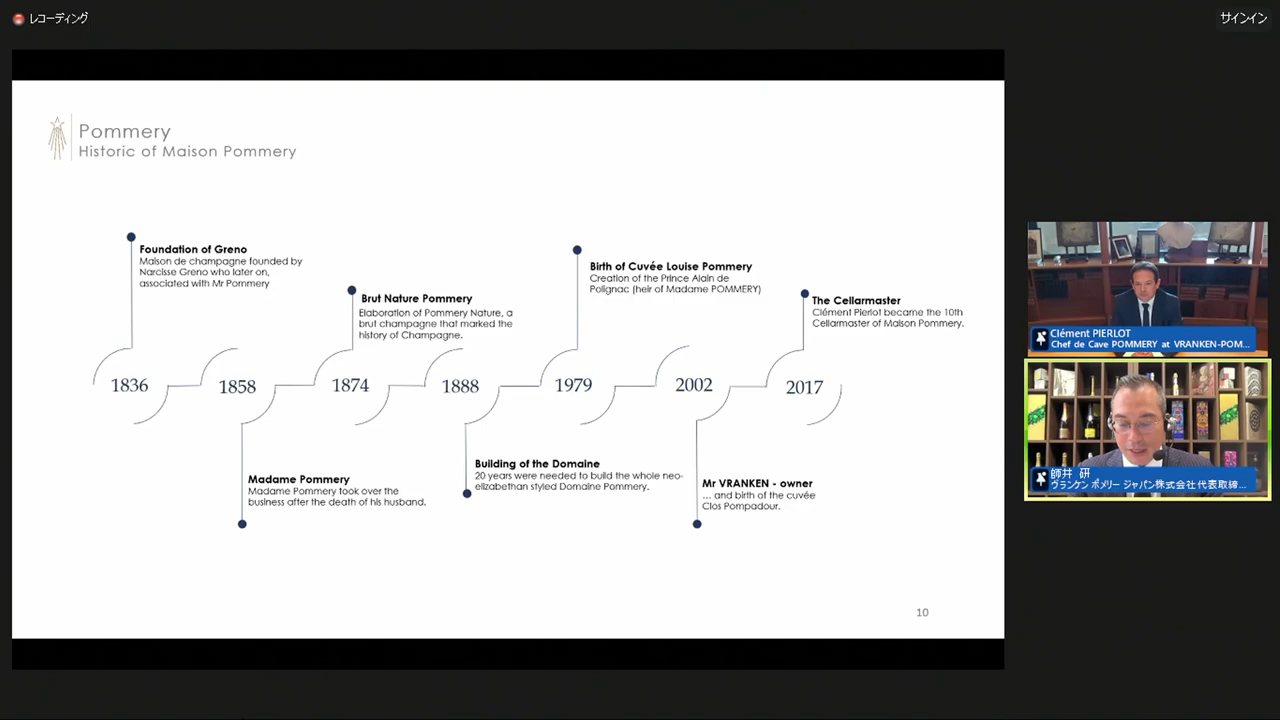 レコーディング
サインイン
Pommery
Historic of Maison Pommery
Foundation of Greno
Maison de champagne founded by
Narcisse Greno who later on,
associated with Mr Pommery
Brut Nature Pommery
Elaboration of Pommery Nature, a
brut champagne that marked the
history of Champagne.
Birth of Cuvée Louise Pommery
Creation of the Prince Alain de
Polignac (heir of Madame POMMERY)
The Cellarmaster
Clément Pierlot became the 10th
Cellarmaster of Maison Pommery.
1836
1858
1874
1888
1979
2002
2017
Madame Pommery
Madame Pommery took over the
business after the death of his husband.
Building of the Domaine
20 years were needed to build the whole neo-
elizabethan styled Domaine Pommery.
Mr VRANKEN - owner
... and birth of the cuvée
Clos Pompadour.
10
Clément PIERLOT
Chef de Cave POMMERY at VRANKEN-POM...
師井 研
ヴランケン ポメリー ジャパン株式会社 代表取締...